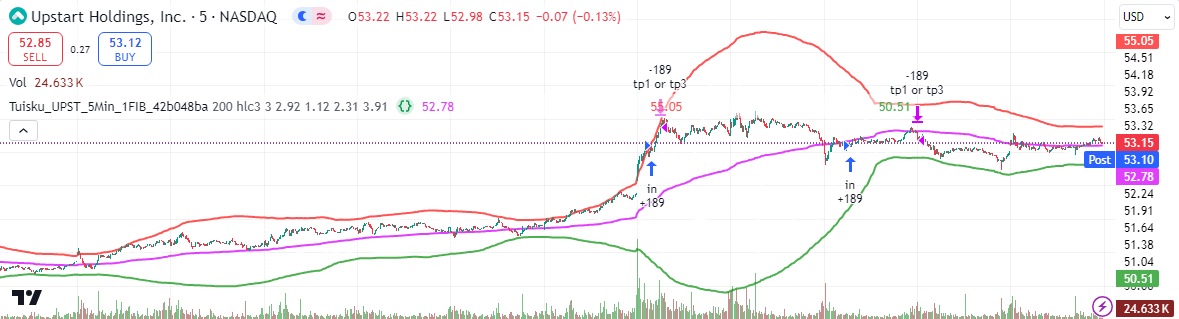 Upstart Holdings, Inc. · 5 · NASDAQ O53.22 H53.22 L52.98 C53.15 −0.07 (−0.13%)
USD
52.85
SELL
0.27
53.12
BUY
Vol 24.633 K
Tuisku_UPST_5Min_1FIB_42b048ba 200 hlc3 3 2.92 1.12 2.31 3.91 52.78
-189
tp1 or tp3
55.05
in
+189
in
+189
-189
tp1 or tp3
50.51
55.05
54.51
54.18
53.92
53.65
53.32
53.15
Post 53.10
52.78
52.24
51.91
51.64
51.38
51.04
50.51
24.633 K